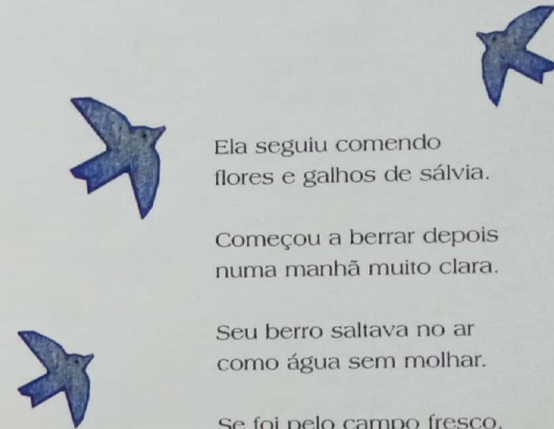 Ela seguiu comendo
flores e galhos de sálvia.
Começou a berrar depois
numa manhã muito clara.
Seu berro saltava no ar
como água sem molhar.
Se foi pelo campo fresco,